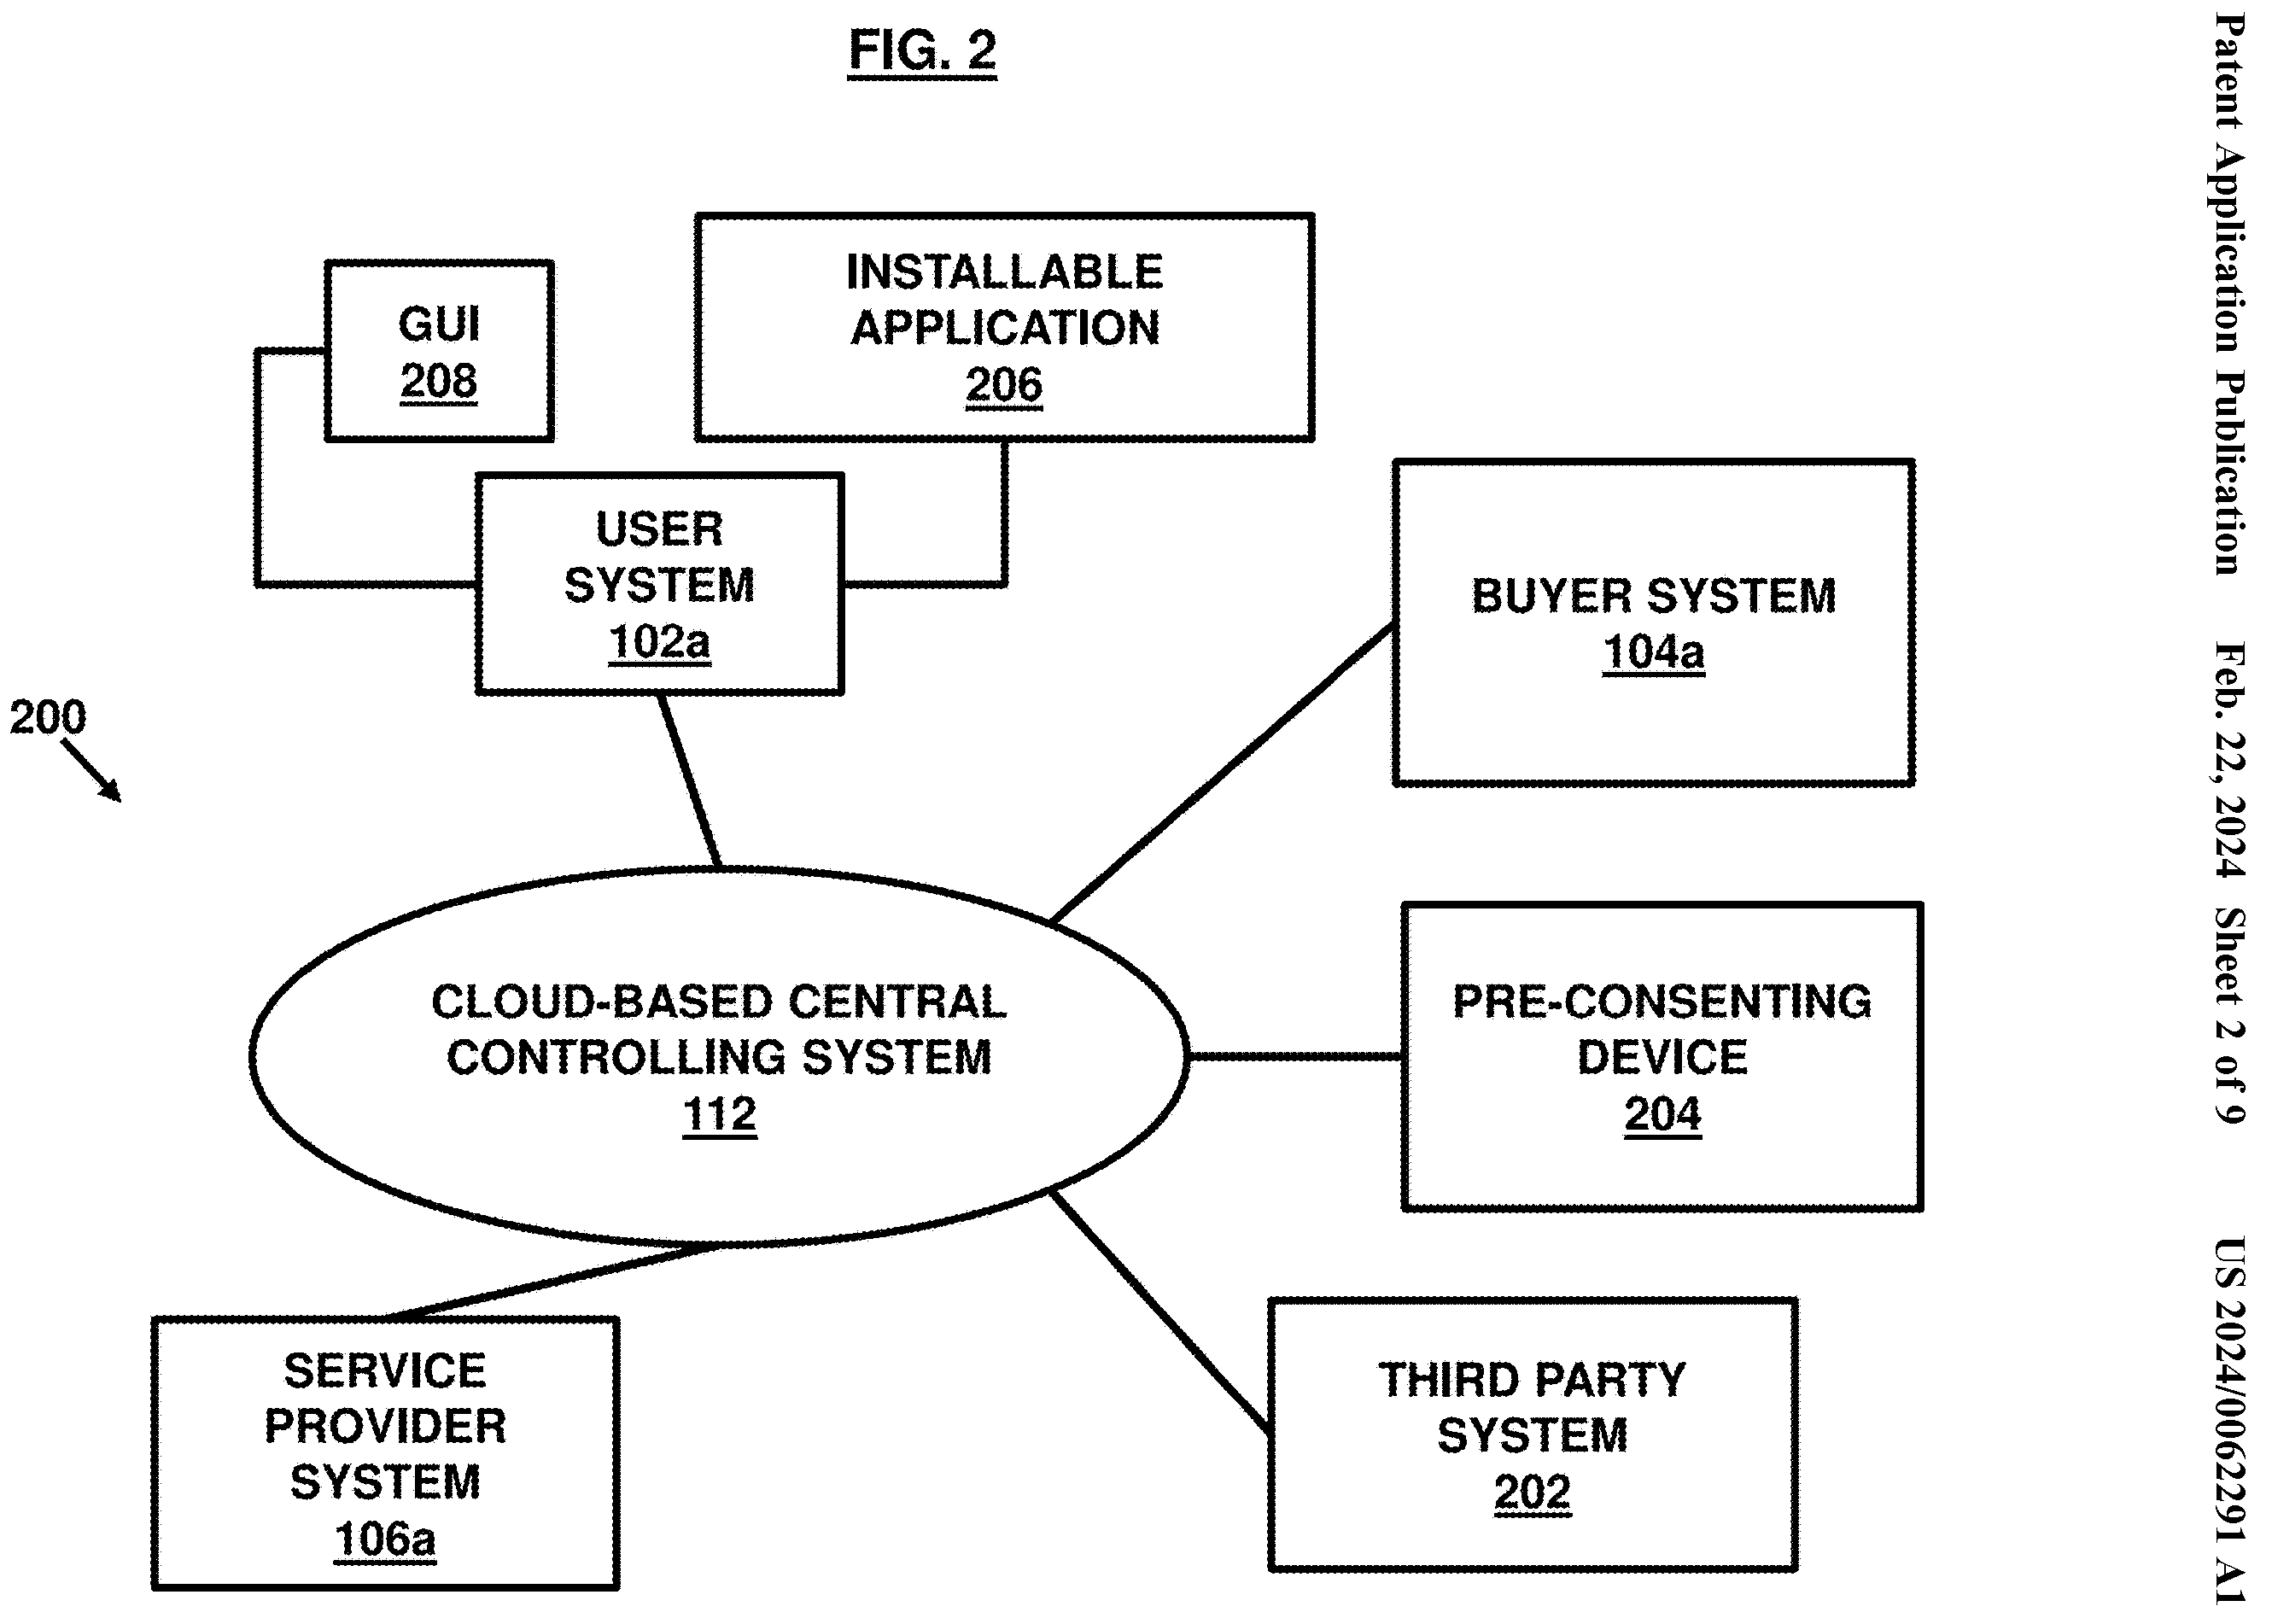 FIG. 2
GUI
208
INSTALLABLE
APPLICATION
206
USER
SYSTEM
102a
BUYER SYSTEM
104a
200
CLOUD-BASED CENTRAL
CONTROLLING SYSTEM
112
PRE-CONSENTING
DEVICE
204
SERVICE
PROVIDER
SYSTEM
106a
THIRD PARTY
SYSTEM
202
Patent Application Publication Feb. 22, 2024 Sheet 2 of 9 US 2024/0062291 A1